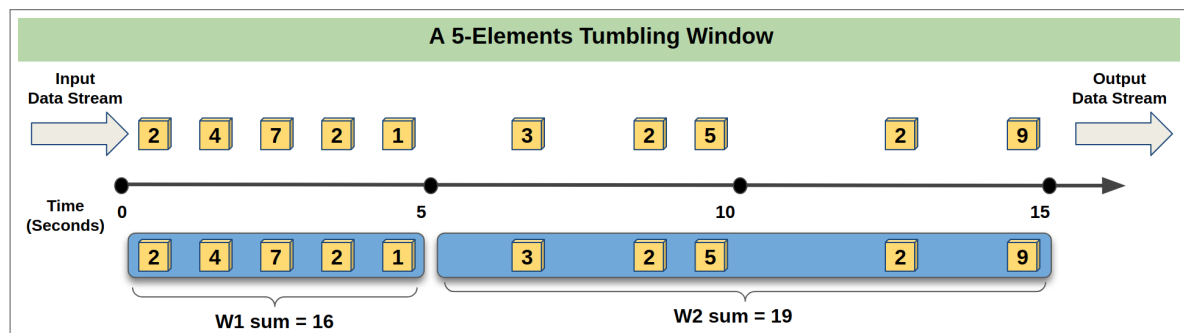 A 5-Elements Tumbling Window
Input
Data Stream
Output
Data Stream
2 4 7 2 1 3 2 5 2 9
Time
(Seconds)
0 5 10 15
2 4 7 2 1 3 2 5 2 9
W1 sum = 16
W2 sum = 19